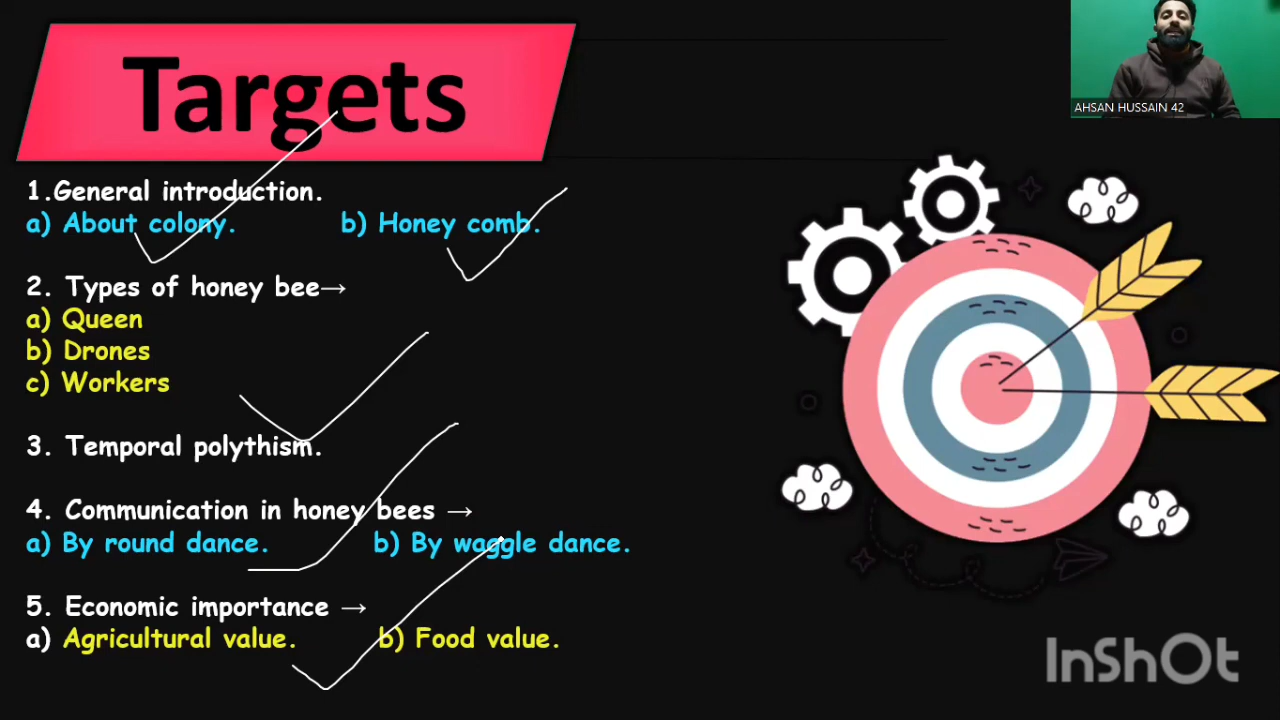 Targets
AHSAN HUSSAIN 42
1.General introduction.
a) About colony. b) Honey comb.
2. Types of honey bee→
a) Queen
b) Drones
c) Workers
3. Temporal polythism.
4. Communication in honey bees →
a) By round dance. b) By waggle dance.
5. Economic importance →
a) Agricultural value. b) Food value.
InShOt